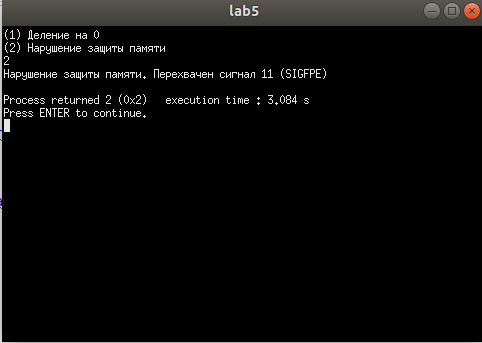 lab5
(1) Деление на 0
(2) Нарушение защиты памяти
2
Нарушение защиты памяти. Перехвачен сигнал 11 (SIGFPE)
Process returned 2 (0x2)   execution time : 3.084 s
Press ENTER to continue.